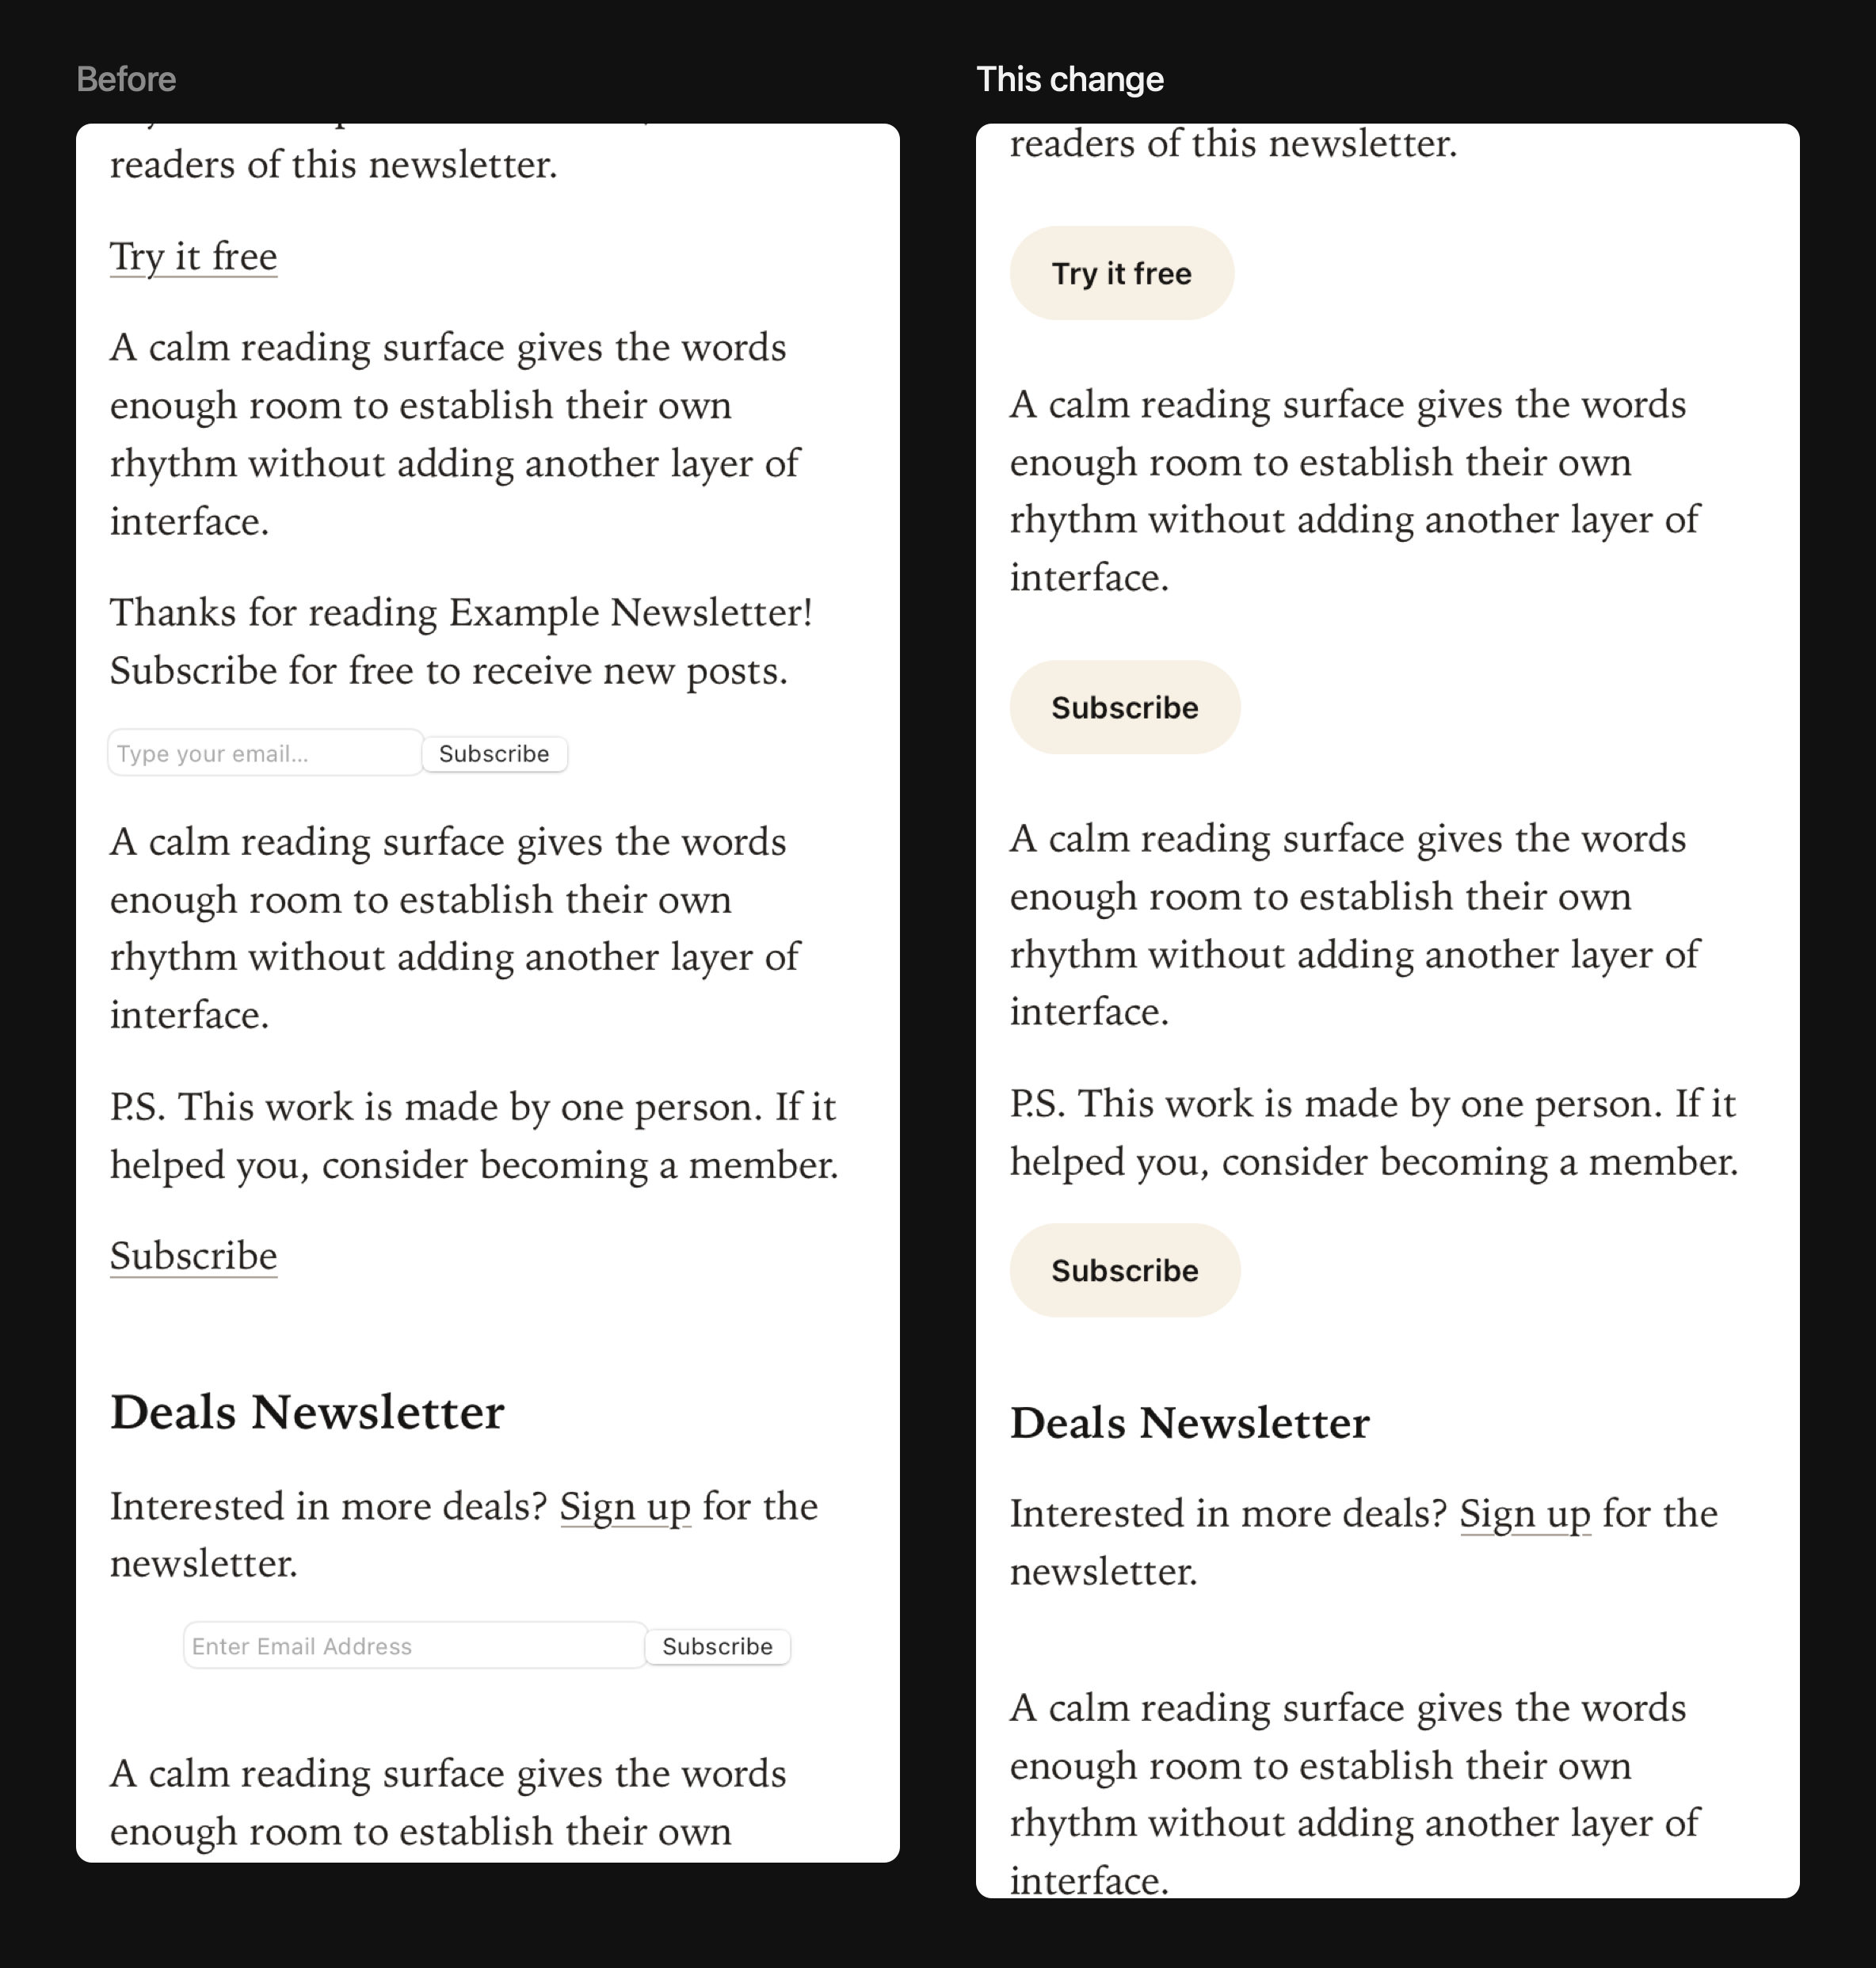 Before
readers of this newsletter.
Try it free
A calm reading surface gives the words
enough room to establish their own
rhythm without adding another layer of
interface.
Thanks for reading Example Newsletter!
Subscribe for free to receive new posts.
Type your email... Subscribe
A calm reading surface gives the words
enough room to establish their own
rhythm without adding another layer of
interface.
P.S. This work is made by one person. If it
helped you, consider becoming a member.
Subscribe
Deals Newsletter
Interested in more deals? Sign up for the
newsletter.
Enter Email Address Subscribe
A calm reading surface gives the words
enough room to establish their own
This change
readers of this newsletter.
Try it free
A calm reading surface gives the words
enough room to establish their own
rhythm without adding another layer of
interface.
Subscribe
A calm reading surface gives the words
enough room to establish their own
rhythm without adding another layer of
interface.
P.S. This work is made by one person. If it
helped you, consider becoming a member.
Subscribe
Deals Newsletter
Interested in more deals? Sign up for the
newsletter.
A calm reading surface gives the words
enough room to establish their own
rhythm without adding another layer of
interface.